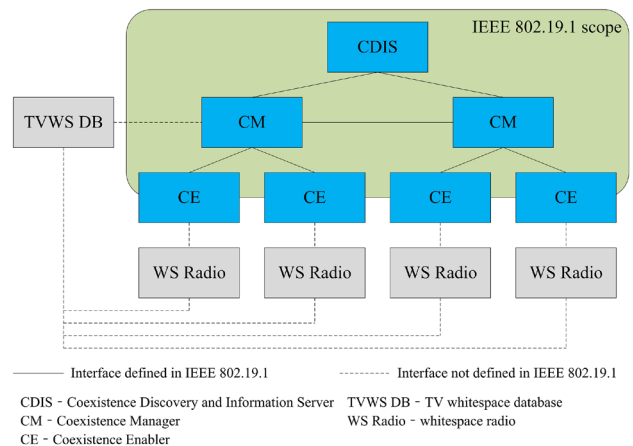 IEEE 802.19.1 scope
CDIS
TVWS DB
CM
CM
CE
CE
CE
CE
WS Radio
WS Radio
WS Radio
WS Radio
Interface defined in IEEE 802.19.1
Interface not defined in IEEE 802.19.1
CDIS - Coexistence Discovery and Information Server
TVWS DB - TV whitespace database
CM - Coexistence Manager
WS Radio - whitespace radio
CE - Coexistence Enabler